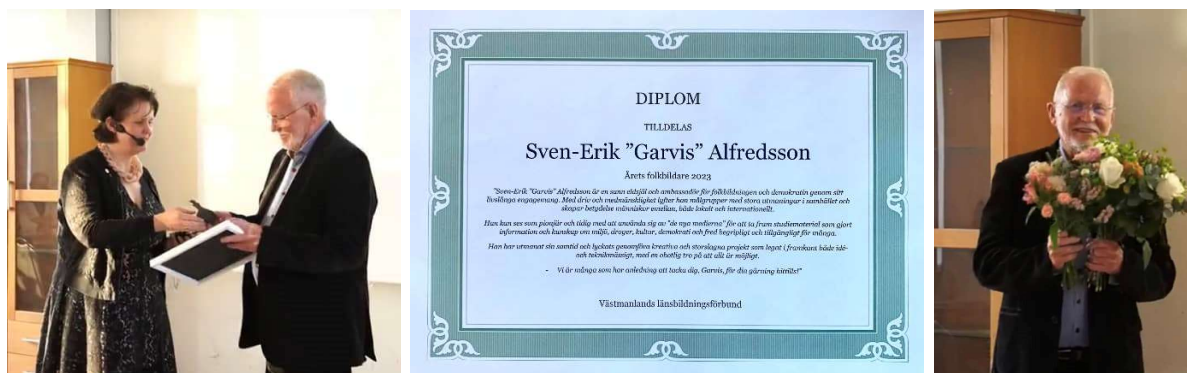 DIPLOM
TILLDELAS
Sven-Erik ”Garvis” Alfredsson
Årets folkbildare 2023
”Sven-Erik ”Garvis” Alfredsson är en sann eldsjäl och ambassadör för folkbildningen och demokratin genom sitt
livslånga engagemang. Med driv och medmänsklighet lyfter han målgrupper med stora utmaningar i samhället och
skapar betydelse människor emellan, både lokalt och internationellt.
Han kan ses som pionjär och tidig med att använda sig av ”de nya medierna” för att ta fram studiematerial som gjort
information och kunskap om miljö, droger, kultur, demokrati och fred begripligt och tillgängligt för många.
Han har utmanat sin samtid och lyckats genomföra kreativa och storslagna projekt som legat i framkant både idé-
och teknikmässigt, med en okuvlig tro på att allt är möjligt.
- Vi är många som har anledning att tacka dig, Garvis, för din gärning hittills!”
Västmanlands länsbildningsförbund